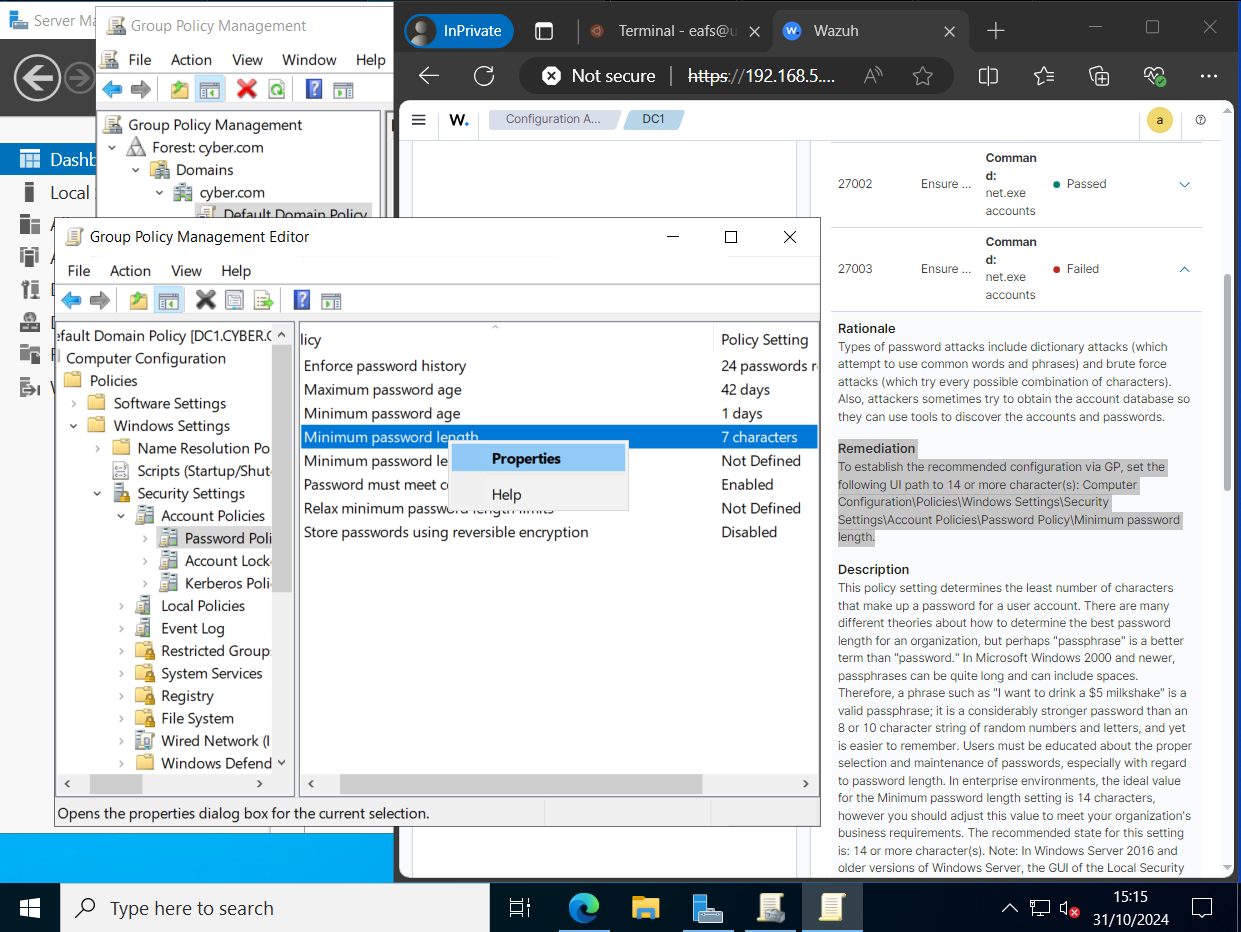 Server Ma
Group Policy Management
File Action View Window Help
Group Policy Management
Forest: cyber.com
Domains
cyber.com
Default Domain Policy
Dashb
Local
InPrivate
Terminal - eafs@u
Wazuh
Not secure
https://192.168.5....
W.
Configuration A...
DC1
a
27002
Ensure ...
Comman
d:
net.exe
accounts
Passed
27003
Ensure ...
Comman
d:
net.exe
accounts
Failed
Rationale
Types of password attacks include dictionary attacks (which
attempt to use common words and phrases) and brute force
attacks (which try every possible combination of characters).
Also, attackers sometimes try to obtain the account database so
they can use tools to discover the accounts and passwords.
Remediation
To establish the recommended configuration via GP, set the
following UI path to 14 or more character(s): Computer
Configuration\Policies\Windows Settings\Security
Settings\Account Policies\Password Policy\Minimum password
length.
Description
This policy setting determines the least number of characters
that make up a password for a user account. There are many
different theories about how to determine the best password
length for an organization, but perhaps "passphrase" is a better
term than "password." In Microsoft Windows 2000 and newer,
passphrases can be quite long and can include spaces.
Therefore, a phrase such as "I want to drink a $5 milkshake" is a
valid passphrase; it is a considerably stronger password than an
8 or 10 character string of random numbers and letters, and yet
is easier to remember. Users must be educated about the proper
selection and maintenance of passwords, especially with regard
to password length. In enterprise environments, the ideal value
for the Minimum password length setting is 14 characters,
however you should adjust this value to meet your organization's
business requirements. The recommended state for this setting
is: 14 or more character(s). Note: In Windows Server 2016 and
older versions of Windows Server, the GUI of the Local Security
Group Policy Management Editor
File Action View Help
efault Domain Policy [DC1.CYBER.C
Computer Configuration
Policies
Software Settings
Windows Settings
Name Resolution Po
Scripts (Startup/Shut
Security Settings
Account Policies
Password Poli
Account Lock
Kerberos Poli
Local Policies
Event Log
Restricted Group
System Services
Registry
File System
Wired Network (I
Windows Defend
licy
Policy Setting
Enforce password history 24 passwords r
Maximum password age 42 days
Minimum password age 1 days
Minimum password length 7 characters
Minimum password le Not Defined
Password must meet c Enabled
Relax minimum password length limits Not Defined
Store passwords using reversible encryption Disabled
Properties
Help
Opens the properties dialog box for the current selection.
Type here to search
15:15
31/10/2024